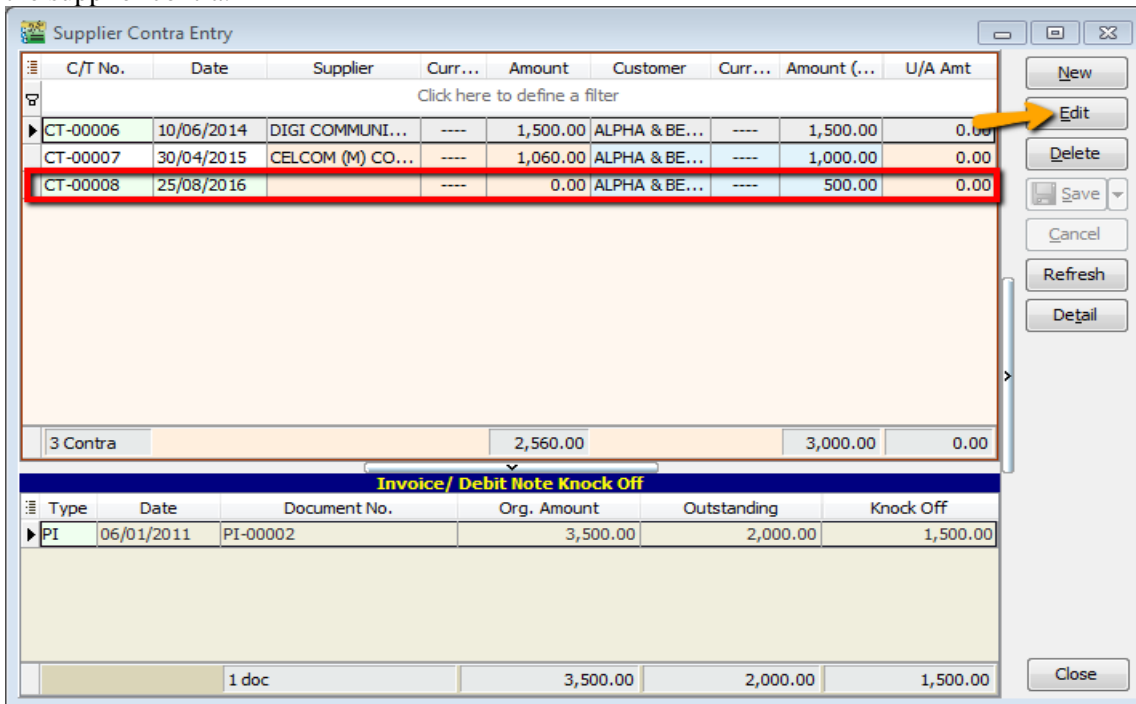 Supplier Contra Entry
C/T No. Date Supplier Curr... Amount Customer Curr... Amount (... U/A Amt
Click here to define a filter
CT-00006 10/06/2014 DIGI COMMUNI... ---- 1,500.00 ALPHA & BE... ---- 1,500.00 0.00
CT-00007 30/04/2015 CELCOM (M) CO... ---- 1,060.00 ALPHA & BE... ---- 1,000.00 0.00
CT-00008 25/08/2016 ---- 0.00 ALPHA & BE... ---- 500.00 0.00
3 Contra 2,560.00 3,000.00 0.00
Invoice/ Debit Note Knock Off
Type Date Document No. Org. Amount Outstanding Knock Off
PI 06/01/2011 PI-00002 3,500.00 2,000.00 1,500.00
1 doc 3,500.00 2,000.00 1,500.00
New
Edit
Delete
Save
Cancel
Refresh
Detail
Close